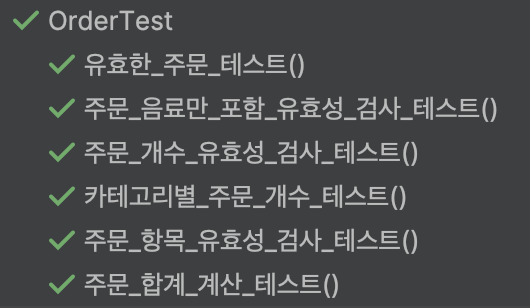 OrderTest
유효한_주문_테스트()
주문_음료만_포함_유효성_검사_테스트()
주문_개수_유효성_검사_테스트()
카테고리별_주문_개수_테스트()
주문_항목_유효성_검사_테스트()
주문_합계_계산_테스트()